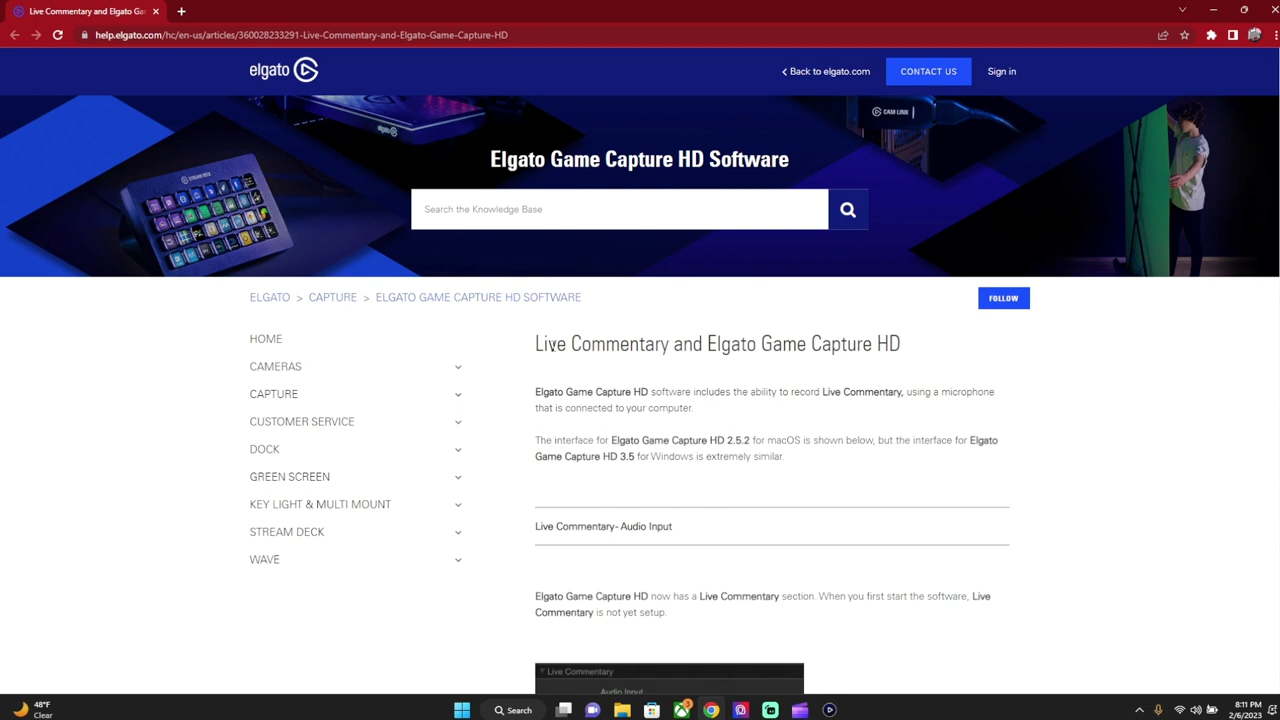 Live Commentary and Elgato Ga
help.elgato.com/hc/en-us/articles/360028233291-Live-Commentary-and-Elgato-Game-Capture-HD
elgato
Back to elgato.com
CONTACT US
Sign in
elgato
CAM LINK
STREAM DECK
Elgato Game Capture HD Software
Search the Knowledge Base
ELGATO > CAPTURE > ELGATO GAME CAPTURE HD SOFTWARE
FOLLOW
HOME
CAMERAS
CAPTURE
CUSTOMER SERVICE
DOCK
GREEN SCREEN
KEY LIGHT & MULTI MOUNT
STREAM DECK
WAVE
Live Commentary and Elgato Game Capture HD
Elgato Game Capture HD software includes the ability to record Live Commentary, using a microphone
that is connected to your computer.
The interface for Elgato Game Capture HD 2.5.2 for macOS is shown below, but the interface for Elgato
Game Capture HD 3.5 for Windows is extremely similar.
Live Commentary- Audio Input
Elgato Game Capture HD now has a Live Commentary section. When you first start the software, Live
Commentary is not yet setup.
Live Commentary
Audio Input
48°F
Clear
Search
3
8:11 PM
2/6/2023